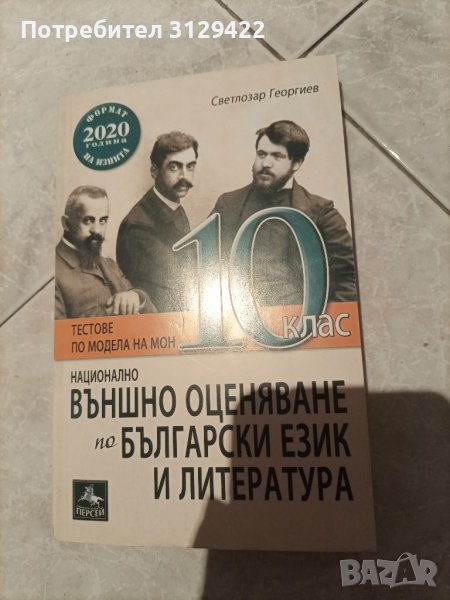 Потребител 3129422
Светлозар Георгиев
ФОРМАТ
2020
година
НА ИЗПИТА
10
клас
ТЕСТОВЕ
ПО МОДЕЛА НА МОН
НАЦИОНАЛНО
ВЪНШНО ОЦЕНЯВАНЕ
по БЪЛГАРСКИ ЕЗИК
И ЛИТЕРАТУРА
ПЕРСЕЙ
BAZAR